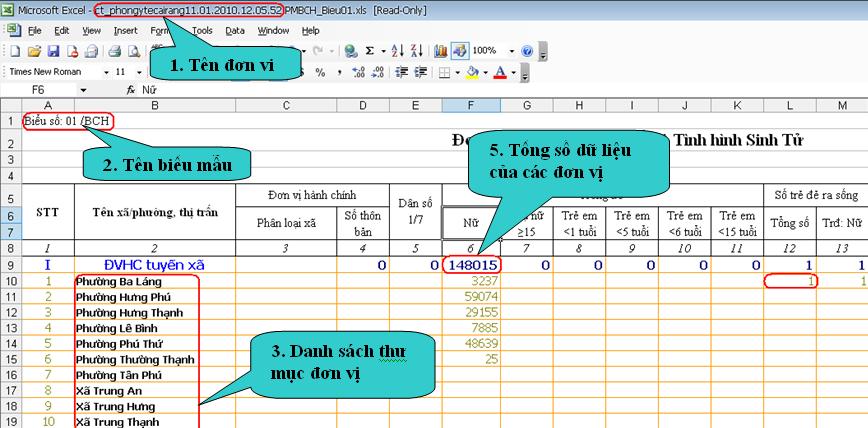 Microsoft Excel - ct_phongytecairang11.01.2010.12.05.52.PMBCH_Bieu01.xls [Read-Only]
File Edit View Insert Tools Data Window Help
100%
1. Tên đơn vi
Times New Roman 11 % ,
F6 fx Nữ
A B C D E F G H I J K L M
1 Biểu số: 01 /BCH
2 Tình hình Sinh Tử
3
4
2. Tên biểu mẫu
5. Tổng số dữ liệu
của các đơn vị
5 STT Tên xã/phường, thị trấn Đơn vị hành chính Dân số 1/7 Số trẻ đẻ ra sống
6 Phân loại xã Số thôn bản Nữ nữ ≥15 Trẻ em <1 tuổi Trẻ em <5 tuổi Trẻ em <6 tuổi Trẻ em <15 tuổi Tổng số Trđ: Nữ
7
8 1 2 3 4 5 6 7 8 9 10 11 12 13
9 I ĐVHC tuyến xã 0 0 148015 0 0 0 0 0 1 1
10 1 Phường Ba Láng 3237 1 1
11 2 Phường Hưng Phú 59074
12 3 Phường Hưng Thạnh 29155
13 4 Phường Lê Bình 7885
14 5 Phường Phú Thứ 48639
15 6 Phường Thường Thạnh 25
16 7 Phường Tân Phú
17 8 Xã Trung An
18 9 Xã Trung Hưng
19 10 Xã Trung Thạnh
3. Danh sách thư
mục đơn vị